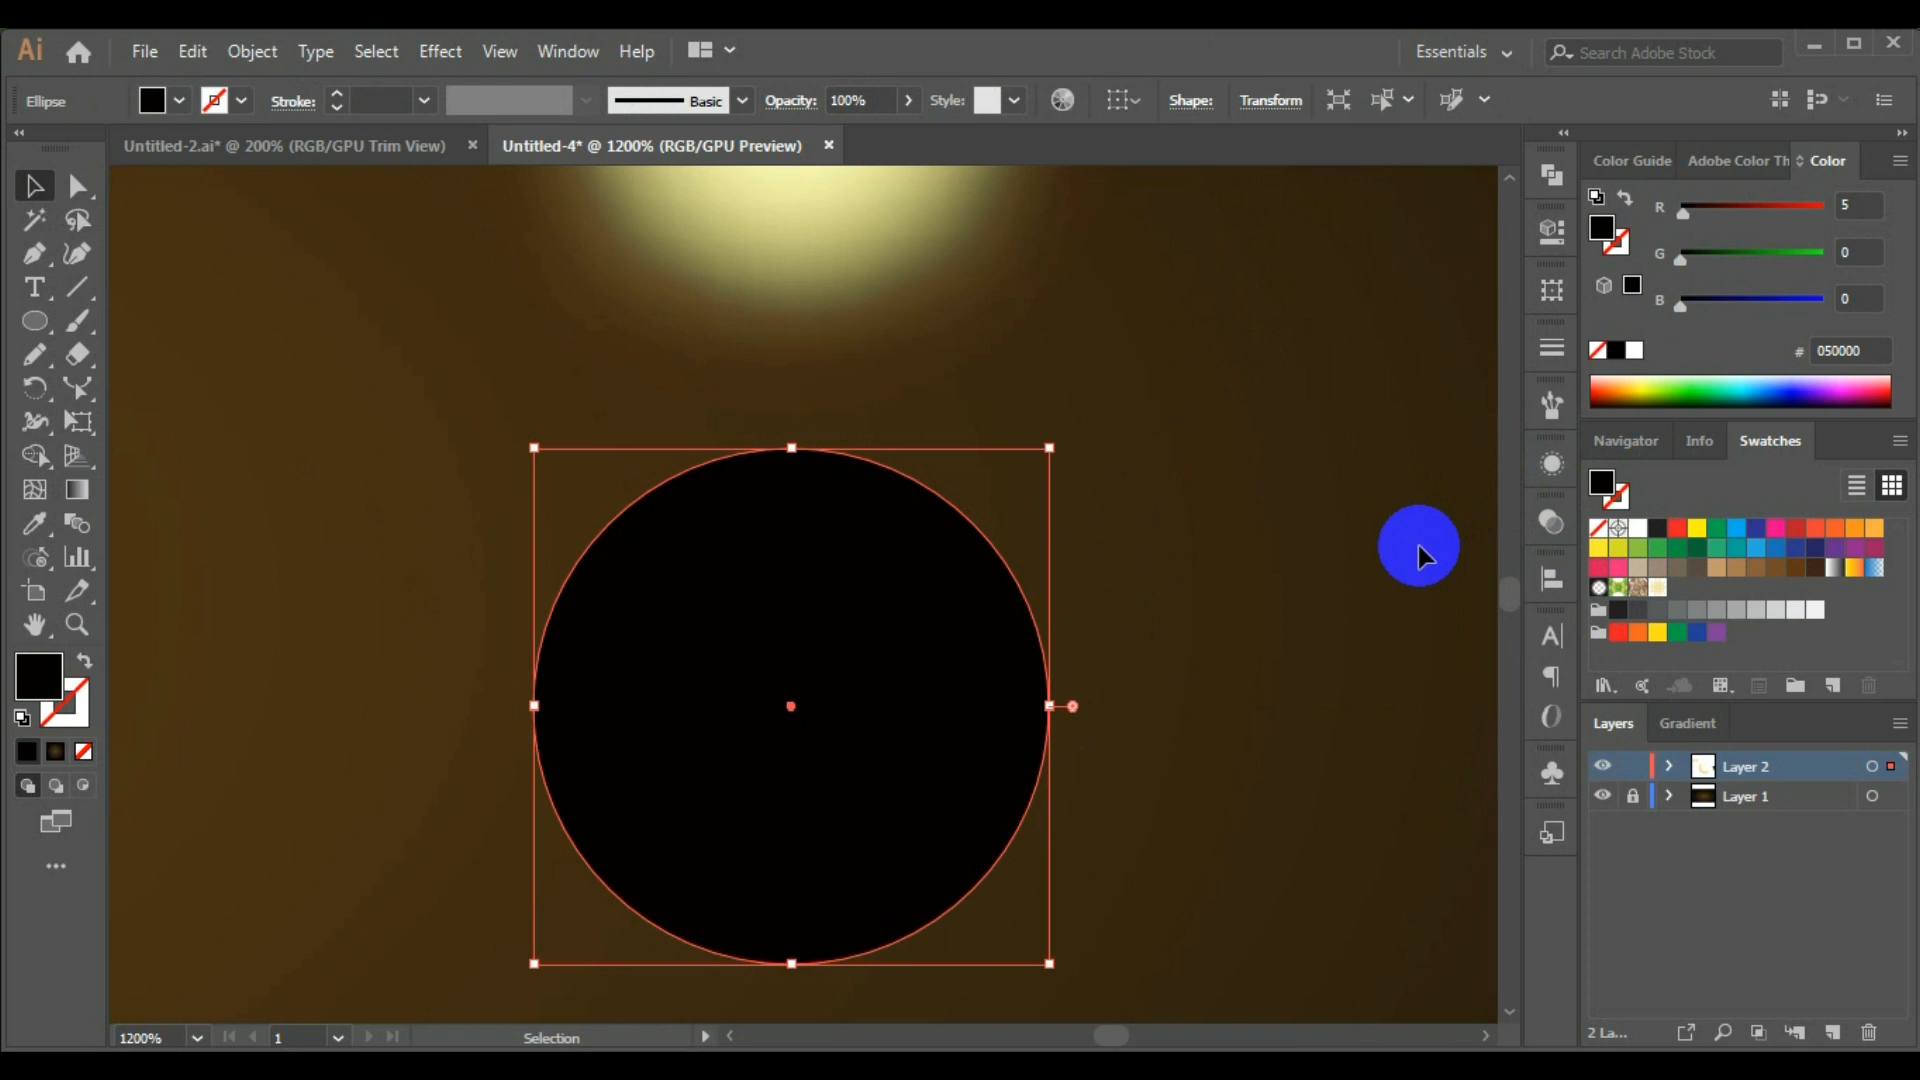 Ai File Edit Object Type Select Effect View Window Help Essentials Search Adobe Stock
Ellipse Stroke: Basic Opacity: 100% Style: Shape: Transform
Untitled-2.ai* @ 200% (RGB/GPU Trim View) × Untitled-4* @ 1200% (RGB/GPU Preview) ×
Color Guide Adobe Color Th Color
R 5
G 0
B 0
# 050000
Navigator Info Swatches
Layers Gradient
Layer 2
Layer 1
2 La...
1200% 1 Selection